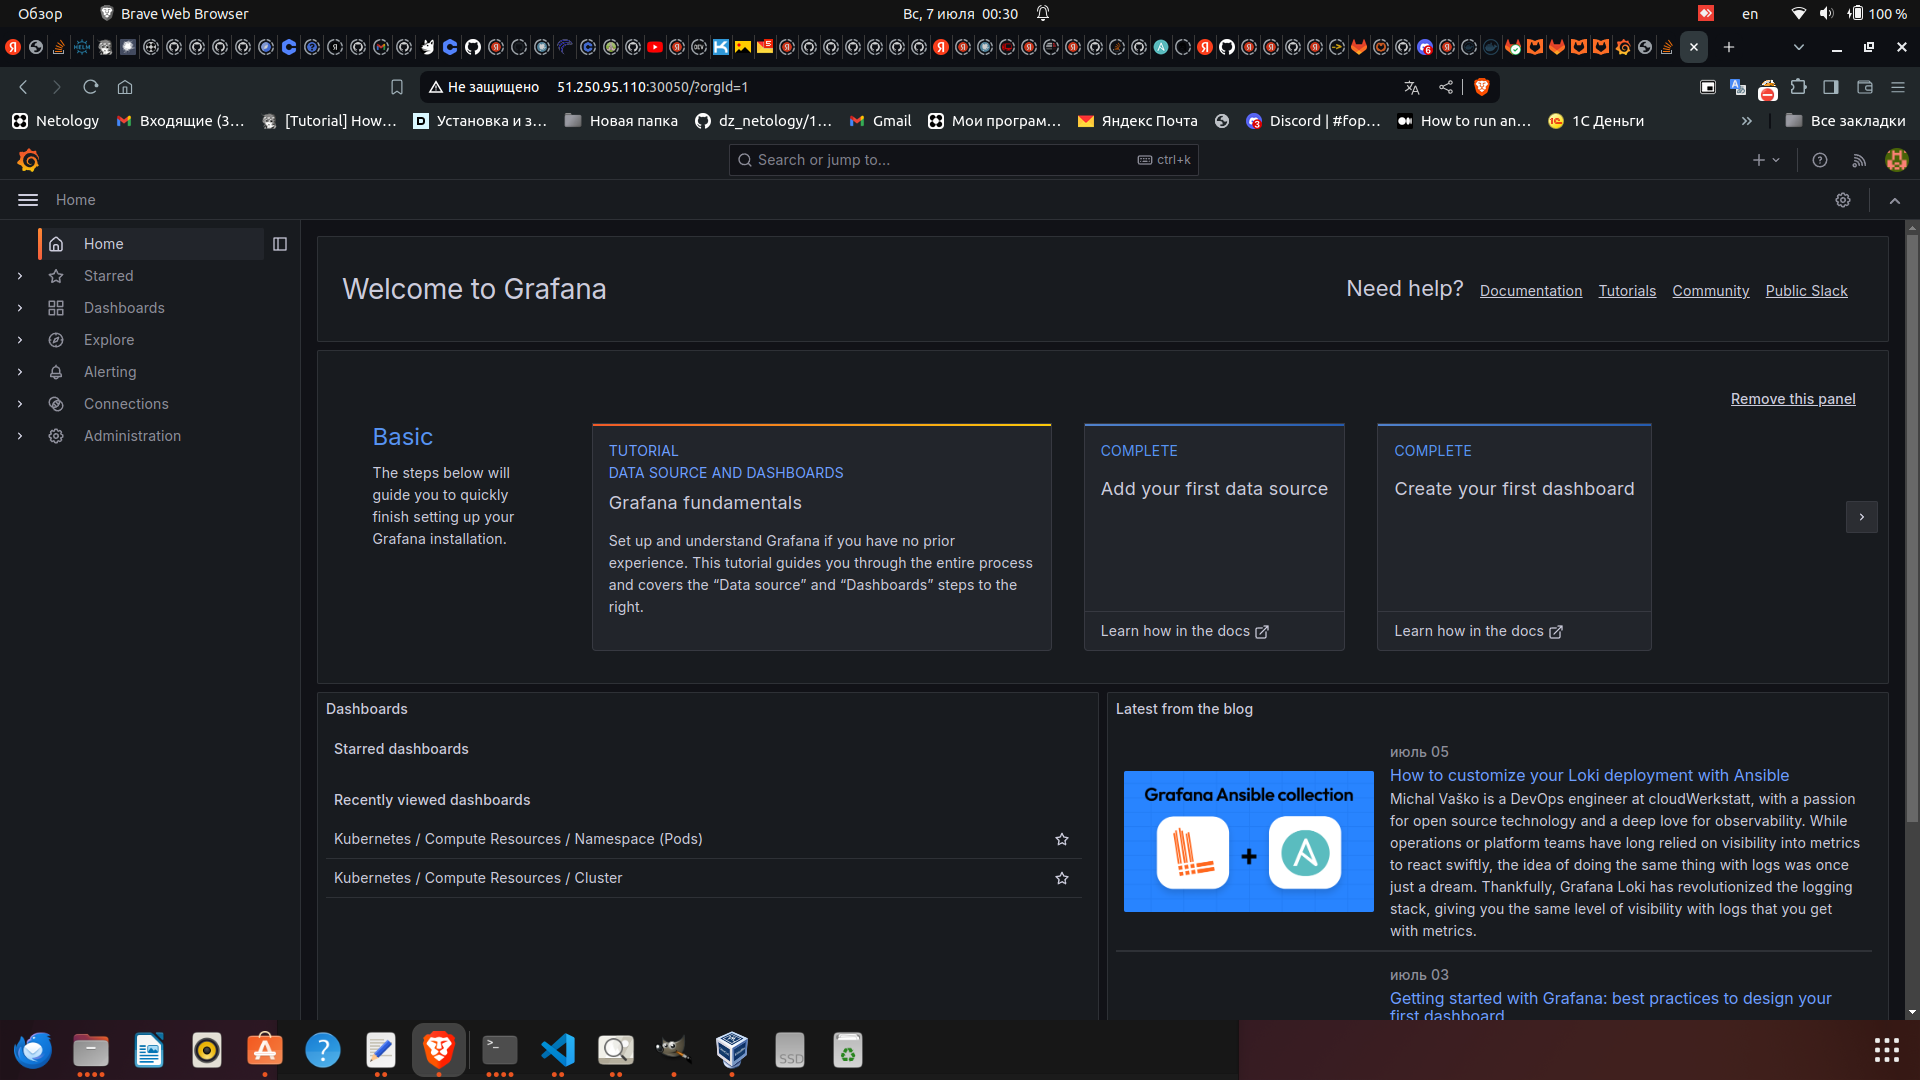 Обзор
Brave Web Browser
Вс, 7 июля 00:30
en
100 %
Не защищено 51.250.95.110:30050/?orgId=1
Netology
Входящие (3...
[Tutorial] How...
Установка и з...
Новая папка
dz_netology/1...
Gmail
Мои програм...
Яндекс Почта
Discord | #fop...
How to run an...
1С Деньги
»
Все закладки
Search or jump to...
ctrl+k
Home
Home
Starred
Dashboards
Explore
Alerting
Connections
Administration
Welcome to Grafana
Need help?
Documentation
Tutorials
Community
Public Slack
Remove this panel
Basic
The steps below will
guide you to quickly
finish setting up your
Grafana installation.
TUTORIAL
DATA SOURCE AND DASHBOARDS
Grafana fundamentals
Set up and understand Grafana if you have no prior
experience. This tutorial guides you through the entire process
and covers the “Data source” and “Dashboards” steps to the
right.
COMPLETE
Add your first data source
Learn how in the docs
COMPLETE
Create your first dashboard
Learn how in the docs
Dashboards
Starred dashboards
Recently viewed dashboards
Kubernetes / Compute Resources / Namespace (Pods)
Kubernetes / Compute Resources / Cluster
Latest from the blog
Grafana Ansible collection
июль 05
How to customize your Loki deployment with Ansible
Michal Vaško is a DevOps engineer at cloudWerkstatt, with a passion
for open source technology and a deep love for observability. While
operations or platform teams have long relied on visibility into metrics
to react swiftly, the idea of doing the same thing with logs was once
just a dream. Thankfully, Grafana Loki has revolutionized the logging
stack, giving you the same level of visibility with logs that you get
with metrics.
июль 03
Getting started with Grafana: best practices to design your
first dashboard
SSD